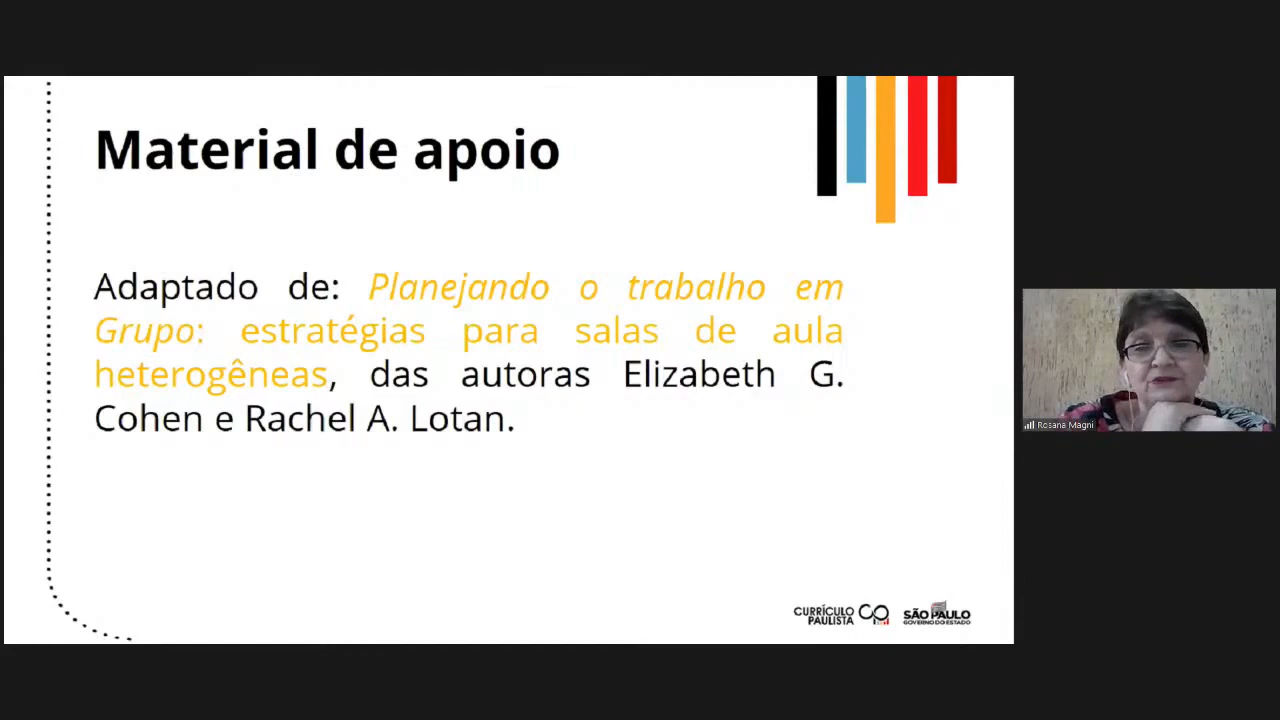 Material de apoio
Adaptado de: Planejando o trabalho em
Grupo: estratégias para salas de aula
heterogêneas, das autoras Elizabeth G.
Cohen e Rachel A. Lotan.
Rosana Magni
CURRÍCULO
PAULISTA
CP
SÃO PAULO
GOVERNO DO ESTADO